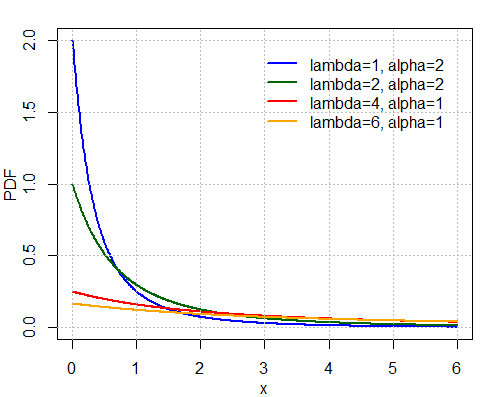 2.0
1.5
1.0
0.5
0.0
PDF
lambda=1, alpha=2
lambda=2, alpha=2
lambda=4, alpha=1
lambda=6, alpha=1
0 1 2 3 4 5 6
x